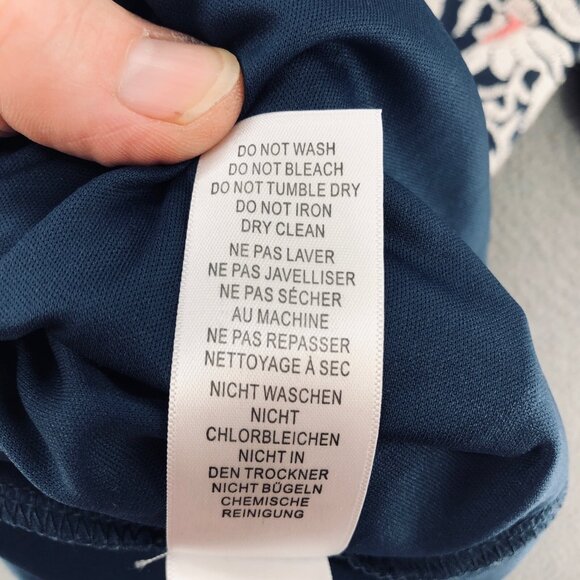 DO NOT WASH
DO NOT BLEACH
DO NOT TUMBLE DRY
DO NOT IRON
DRY CLEAN
NE PAS LAVER
NE PAS JAVELLISER
NE PAS SÉCHER
AU MACHINE
NE PAS REPASSER
NETTOYAGE À SEC
NICHT WASCHEN
NICHT
CHLORBLEICHEN
NICHT IN
DEN TROCKNER
NICHT BÜGELN
CHEMISCHE
REINIGUNG